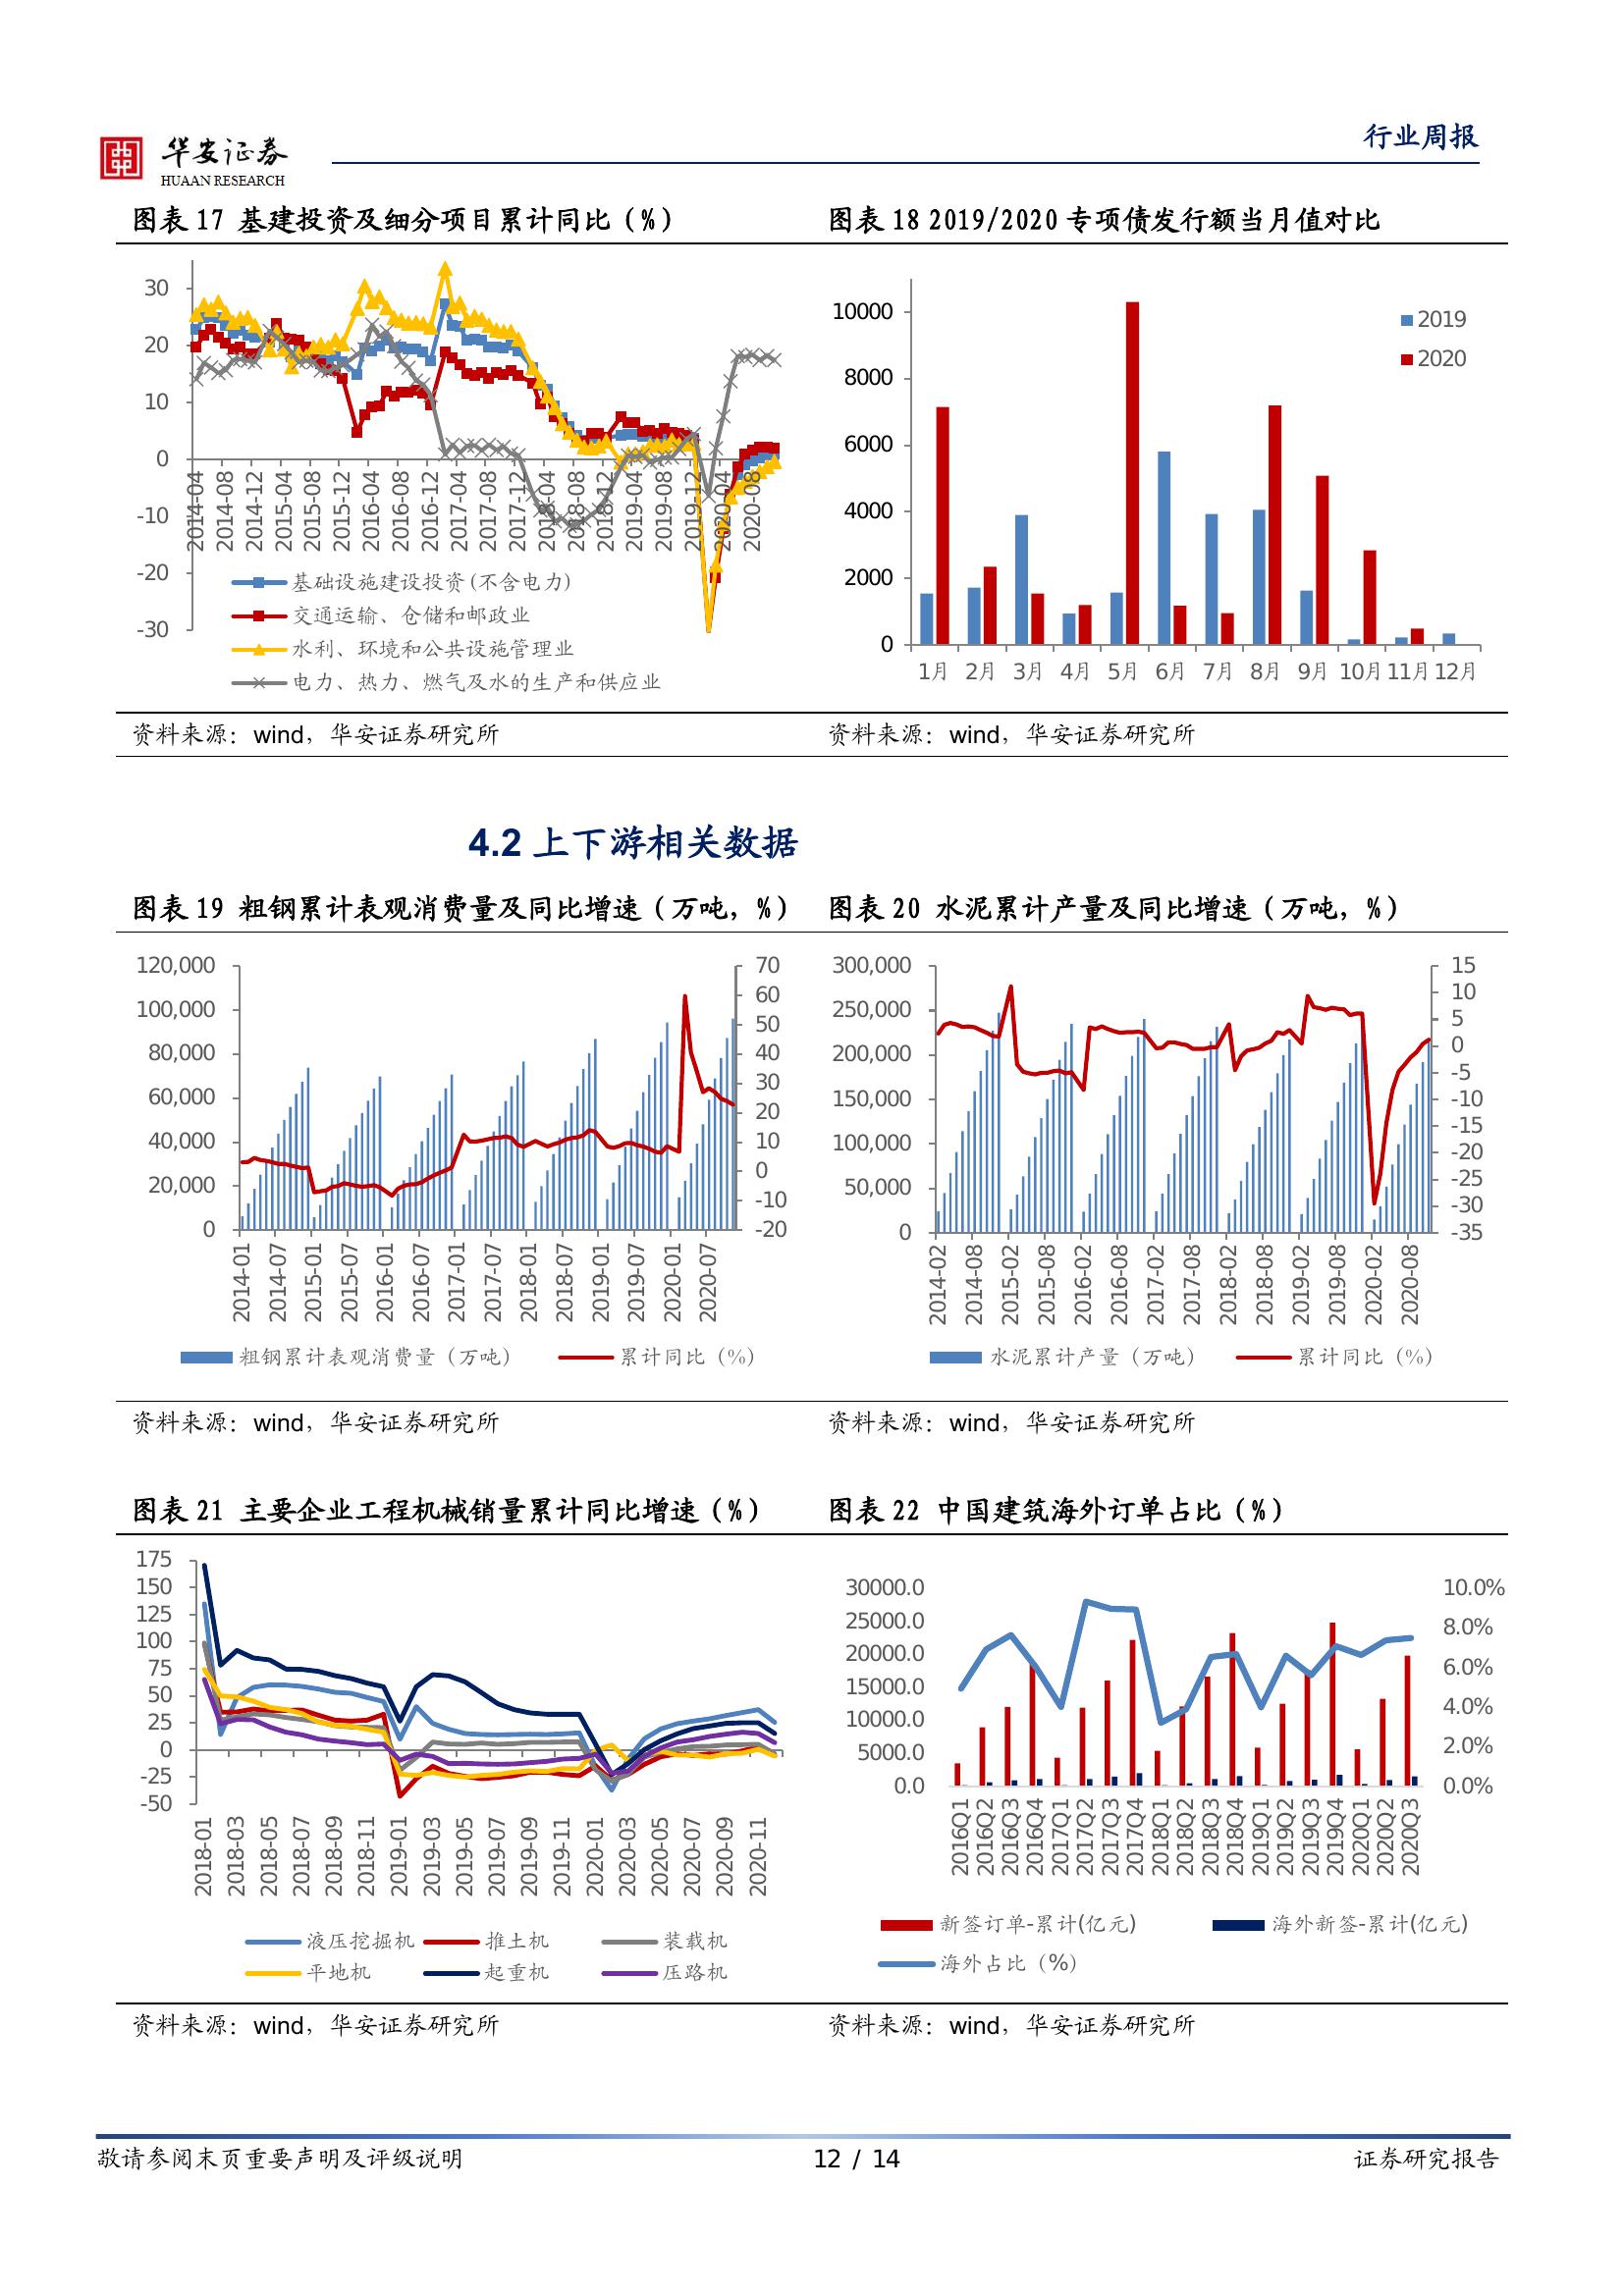 行业周报
华安证券
HUAAN RESEARCH
图表 17 基建投资及细分项目累计同比（%）
30
20
10
0
-10
-20
-30
2014-04
2014-08
2014-12
2015-04
2015-08
2015-12
2016-04
2016-08
2016-12
2017-04
2017-08
2017-12
2018-04
2018-08
2018-12
2019-04
2019-08
2019-12
2020-04
2020-08
基础设施建设投资(不含电力)
交通运输、仓储和邮政业
水利、环境和公共设施管理业
电力、热力、燃气及水的生产和供应业
资料来源：wind，华安证券研究所
图表 18 2019/2020 专项债发行额当月值对比
10000
8000
6000
4000
2000
0
2019
2020
1月 2月 3月 4月 5月 6月 7月 8月 9月 10月 11月 12月
资料来源：wind，华安证券研究所
4.2 上下游相关数据
图表 19 粗钢累计表观消费量及同比增速（万吨，%）
120,000
100,000
80,000
60,000
40,000
20,000
0
70
60
50
40
30
20
10
0
-10
-20
2014-01
2014-07
2015-01
2015-07
2016-01
2016-07
2017-01
2017-07
2018-01
2018-07
2019-01
2019-07
2020-01
2020-07
粗钢累计表观消费量（万吨） 累计同比（%）
资料来源：wind，华安证券研究所
图表 20 水泥累计产量及同比增速（万吨，%）
300,000
250,000
200,000
150,000
100,000
50,000
0
15
10
5
0
-5
-10
-15
-20
-25
-30
-35
2014-02
2014-08
2015-02
2015-08
2016-02
2016-08
2017-02
2017-08
2018-02
2018-08
2019-02
2019-08
2020-02
2020-08
水泥累计产量（万吨） 累计同比（%）
资料来源：wind，华安证券研究所
图表 21 主要企业工程机械销量累计同比增速（%）
175
150
125
100
75
50
25
0
-25
-50
2018-01
2018-03
2018-05
2018-07
2018-09
2018-11
2019-01
2019-03
2019-05
2019-07
2019-09
2019-11
2020-01
2020-03
2020-05
2020-07
2020-09
2020-11
液压挖掘机 推土机 装载机
平地机 起重机 压路机
资料来源：wind，华安证券研究所
图表 22 中国建筑海外订单占比（%）
30000.0
25000.0
20000.0
15000.0
10000.0
5000.0
0.0
10.0%
8.0%
6.0%
4.0%
2.0%
0.0%
2016Q1
2016Q2
2016Q3
2016Q4
2017Q1
2017Q2
2017Q3
2017Q4
2018Q1
2018Q2
2018Q3
2018Q4
2019Q1
2019Q2
2019Q3
2019Q4
2020Q1
2020Q2
2020Q3
新签订单-累计(亿元) 海外新签-累计(亿元)
海外占比（%）
资料来源：wind，华安证券研究所
敬请参阅末页重要声明及评级说明 12 / 14 证券研究报告